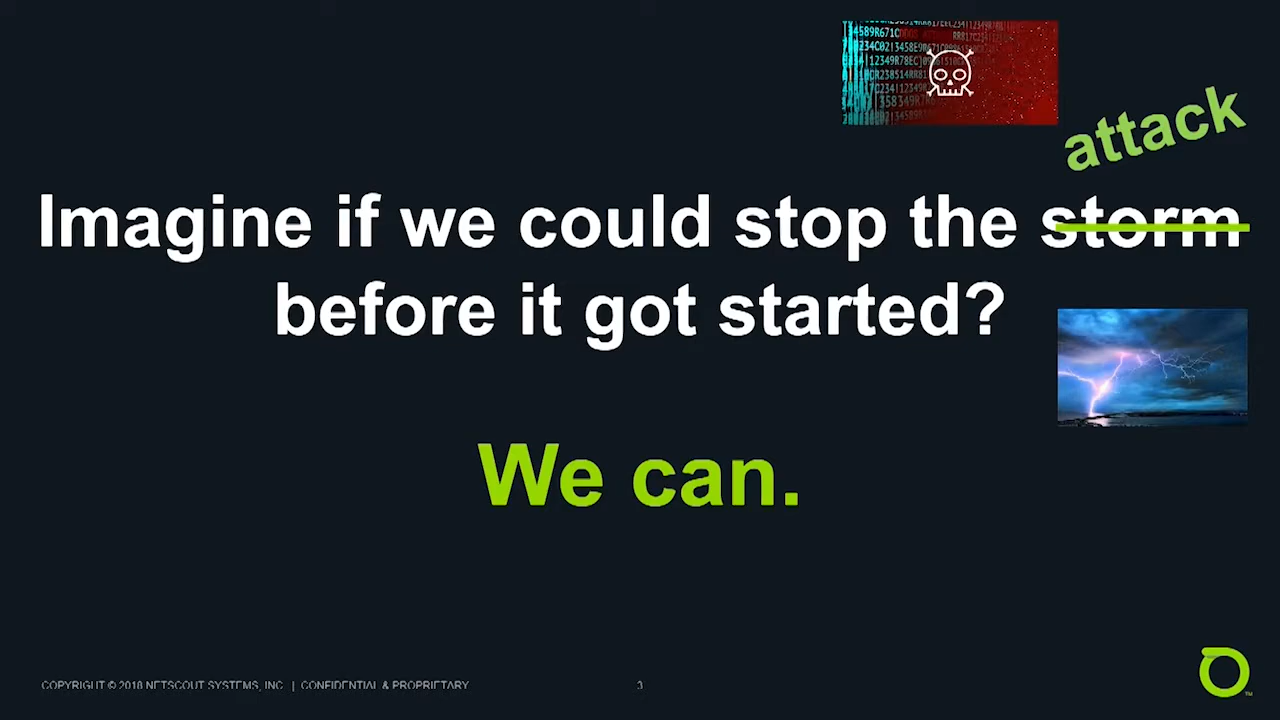 attack
Imagine if we could stop the storm
before it got started?
We can.
COPYRIGHT © 2018 NETSCOUT SYSTEMS, INC. | CONFIDENTIAL & PROPRIETARY
3
TM